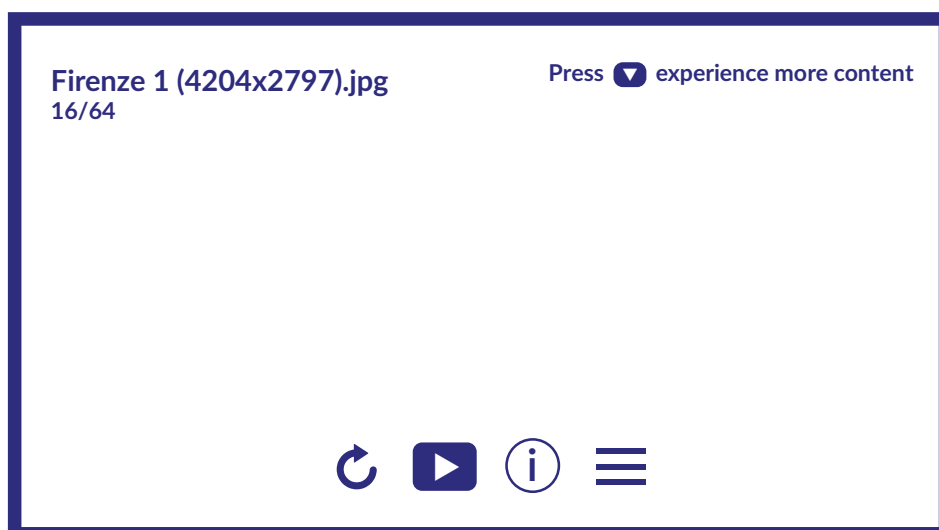 Firenze 1 (4204x2797).jpg
16/64
Press ▼ experience more content